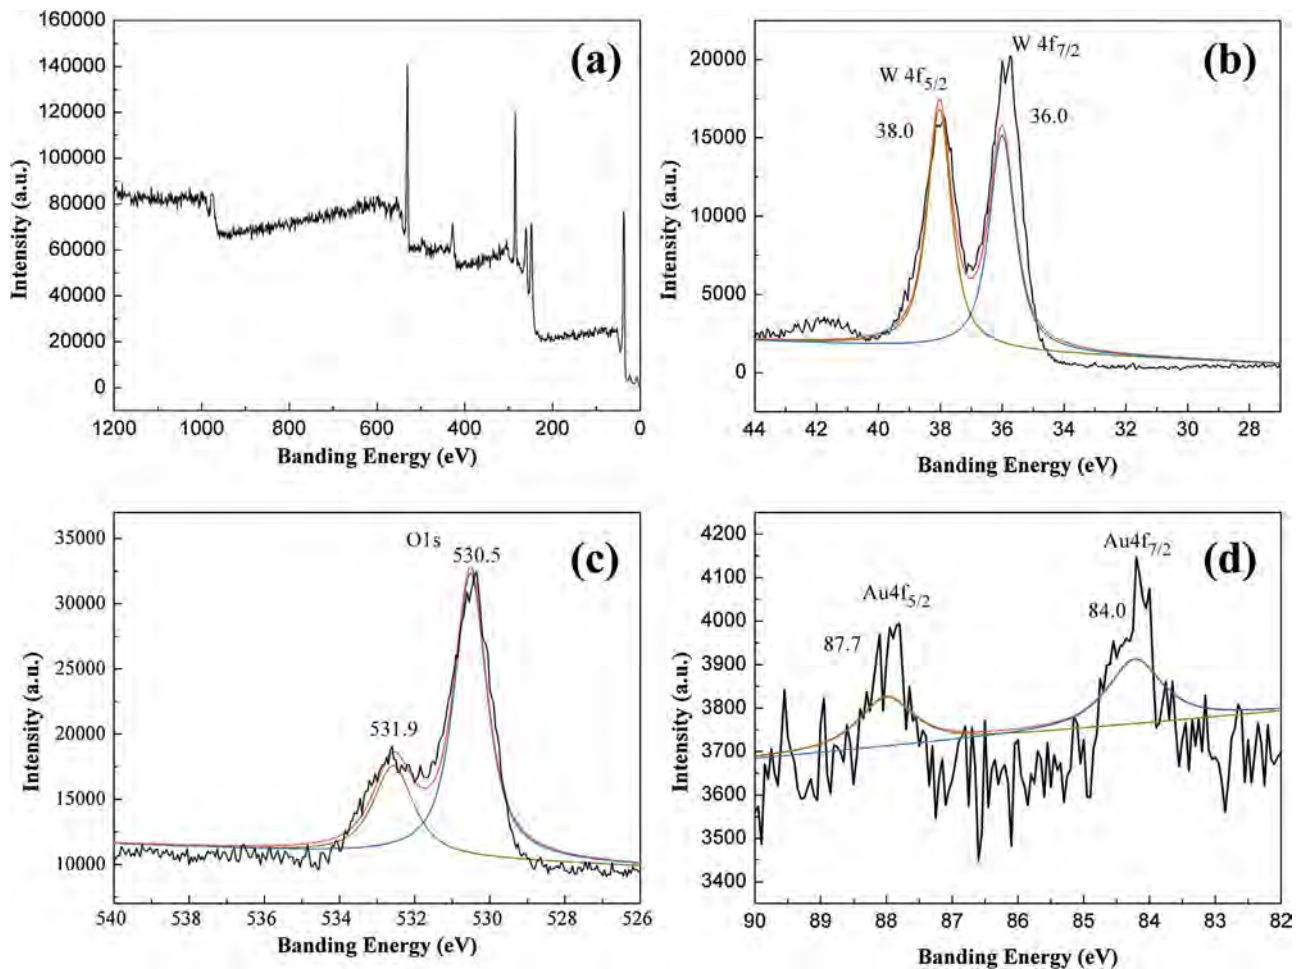 (a)
160000
140000
120000
100000
80000
60000
40000
20000
0
1200 1000 800 600 400 200 0
Intensity (a.u.)
Banding Energy (eV)
(b)
W 4f7/2
W 4f5/2
38.0
36.0
20000
15000
10000
5000
0
44 42 40 38 36 34 32 30 28
Intensity (a.u.)
Banding Energy (eV)
(c)
O1s
530.5
531.9
35000
30000
25000
20000
15000
10000
540 538 536 534 532 530 528 526
Intensity (a.u.)
Banding Energy (eV)
(d)
Au4f7/2
Au4f5/2
84.0
87.7
4200
4100
4000
3900
3800
3700
3600
3500
3400
90 89 88 87 86 85 84 83 82
Intensity (a.u.)
Banding Energy (eV)